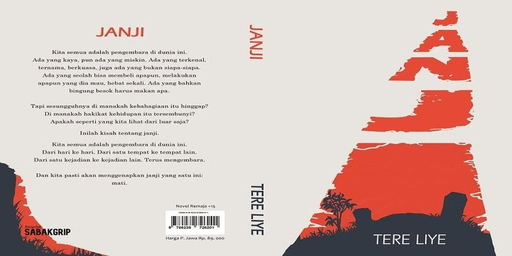 JANJI
Kita semua adalah pengembara di dunia ini.
Ada yang kaya, pun ada yang miskin. Ada yang terkenal,
ternama, berkuasa, juga ada yang bukan siapa-siapa.
Ada yang seolah bisa membeli apapun, melakukan
apapun yang dia mau, hebat sekali. Ada yang bahkan
bingung besok harus makan apa.
Tapi sesungguhnya di manakah kebahagiaan itu hinggap?
Di manakah hakikat kehidupan itu tersembunyi?
Apakah seperti yang kita lihat dari luar saja?
Inilah kisah tentang janji.
Kita semua adalah pengembara di dunia ini.
Dari hari ke hari. Dari satu tempat ke tempat lain.
Dari satu kejadian ke kejadian lain. Terus mengembara.
Dan kita pasti akan menggenapkan janji yang satu ini:
mati.
Novel Remaja +15
Harga P. Jawa Rp. 89, 000
SABAKGRIP
JANJI
TERE LIYE
JANJI
TERE LIYE